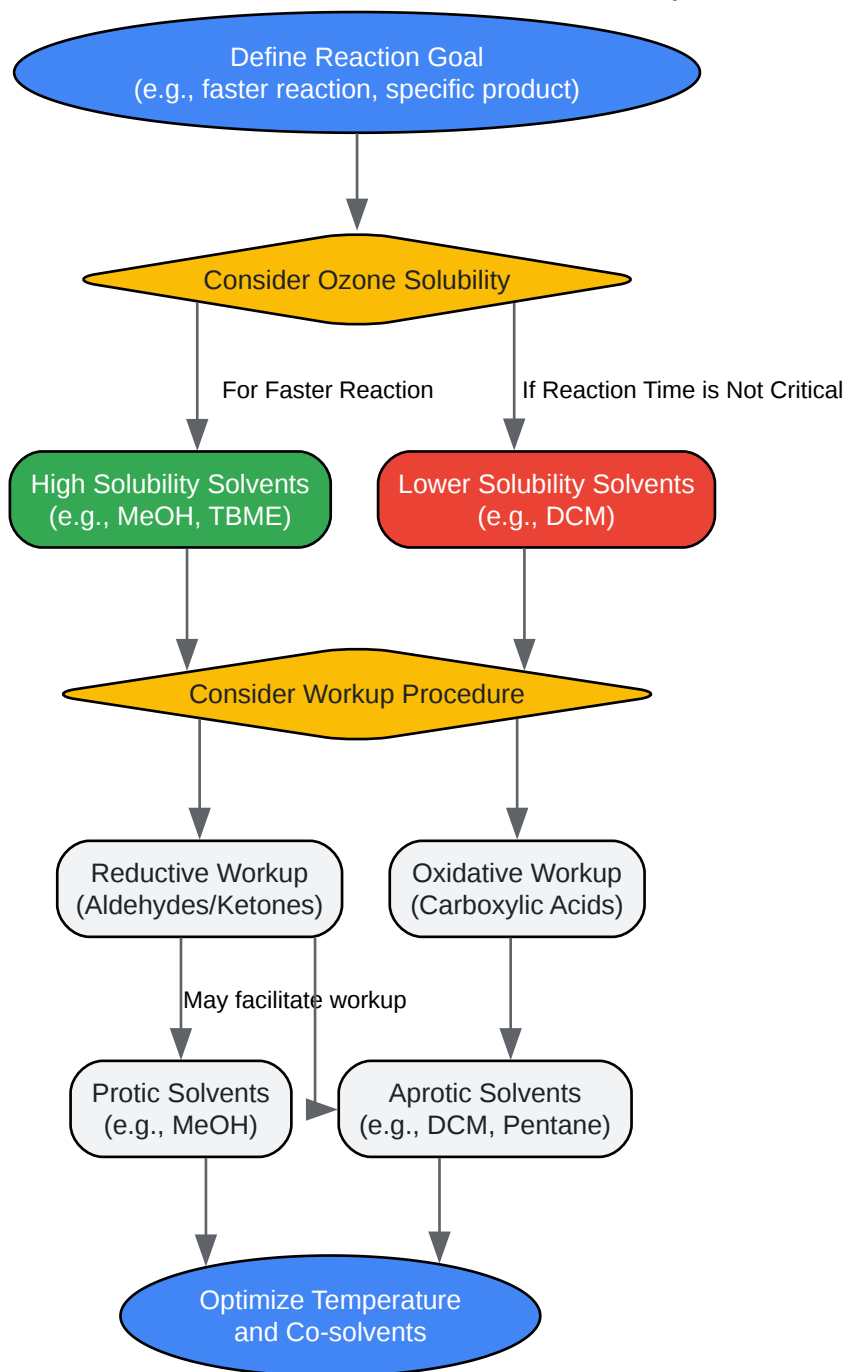 Define Reaction Goal
(e.g., faster reaction, specific product)
Consider Ozone Solubility
For Faster Reaction
If Reaction Time is Not Critical
High Solubility Solvents
(e.g., MeOH, TBME)
Lower Solubility Solvents
(e.g., DCM)
Consider Workup Procedure
Reductive Workup
(Aldehydes/Ketones)
Oxidative Workup
(Carboxylic Acids)
May facilitate workup
Protic Solvents
(e.g., MeOH)
Aprotic Solvents
(e.g., DCM, Pentane)
Optimize Temperature
and Co-solvents